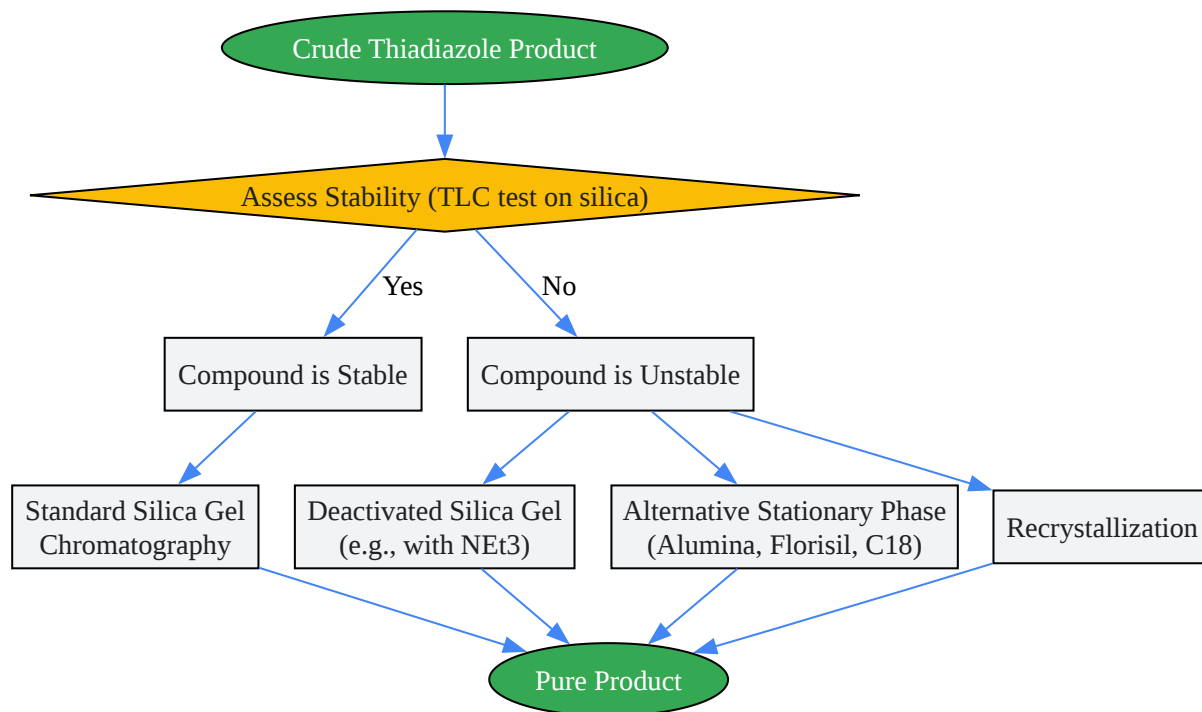 Crude Thiadiazole Product
Assess Stability (TLC test on silica)
Yes
No
Compound is Stable
Compound is Unstable
Standard Silica Gel
Chromatography
Deactivated Silica Gel
(e.g., with NEt3)
Alternative Stationary Phase
(Alumina, Florisil, C18)
Recrystallization
Pure Product